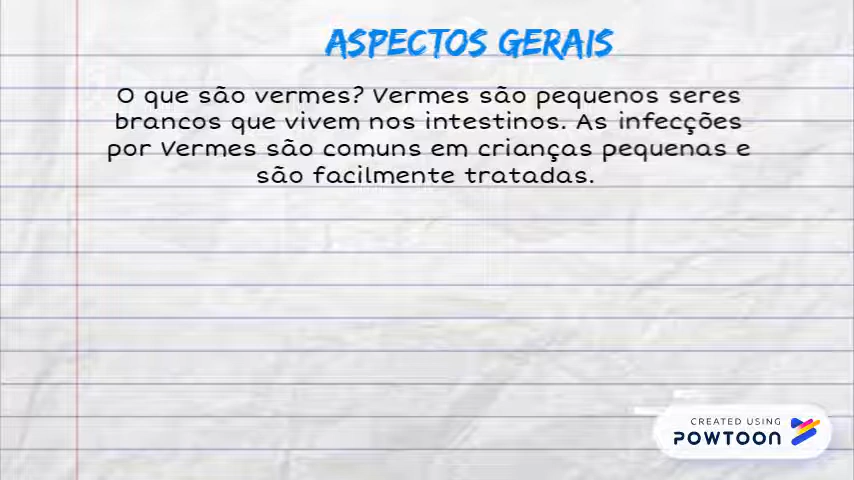 ASPECTOS GERAIS
O que são vermes? Vermes são pequenos seres
brancos que vivem nos intestinos. As infecções
por Vermes são comuns em crianças pequenas e
são facilmente tratadas.
CREATED USING
POWTOON